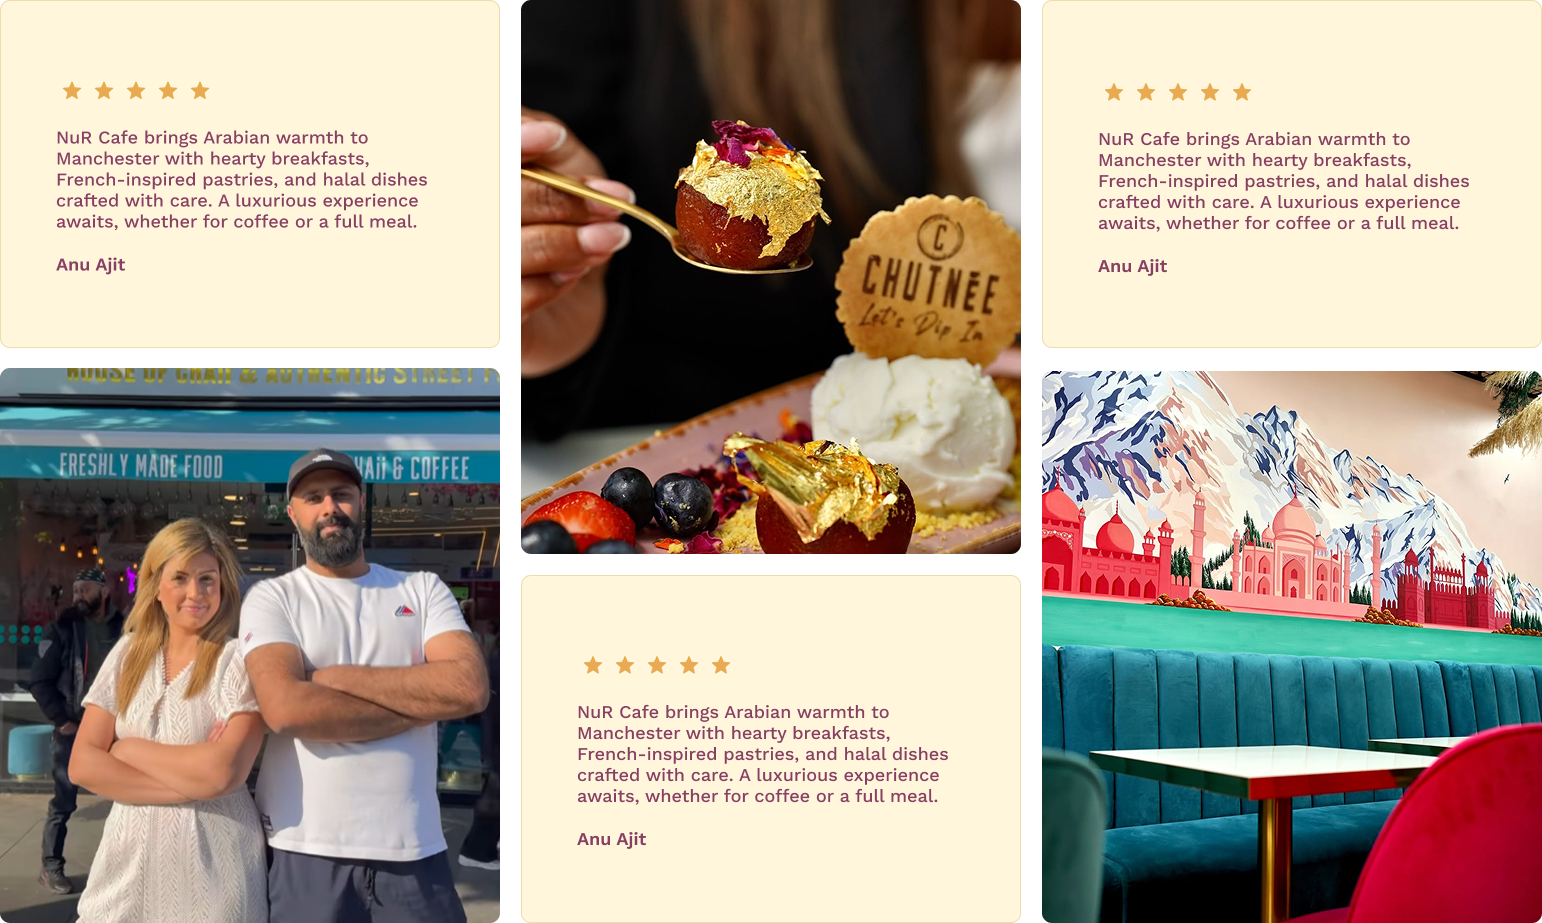 NuR Cafe brings Arabian warmth to
Manchester with hearty breakfasts,
French-inspired pastries, and halal dishes
crafted with care. A luxurious experience
awaits, whether for coffee or a full meal.
Anu Ajit
HOUSE OF CHAII & AUTHENTIC STREET
FRESHLY MADE FOOD
CHAII & COFFEE
C
CHUTNĒE
Let's Dip In
NuR Cafe brings Arabian warmth to
Manchester with hearty breakfasts,
French-inspired pastries, and halal dishes
crafted with care. A luxurious experience
awaits, whether for coffee or a full meal.
Anu Ajit
NuR Cafe brings Arabian warmth to
Manchester with hearty breakfasts,
French-inspired pastries, and halal dishes
crafted with care. A luxurious experience
awaits, whether for coffee or a full meal.
Anu Ajit